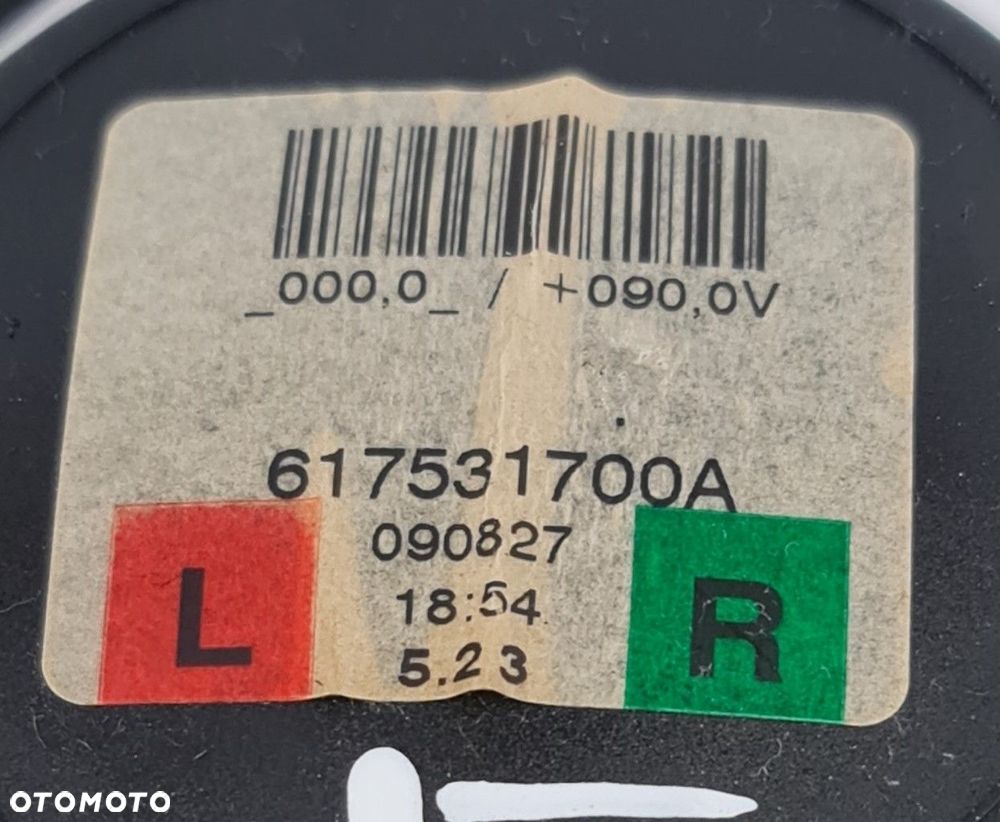 _000,0_ / +090,0V
617531700A
090827
18:54
5.23
L
R
OTOMOTO